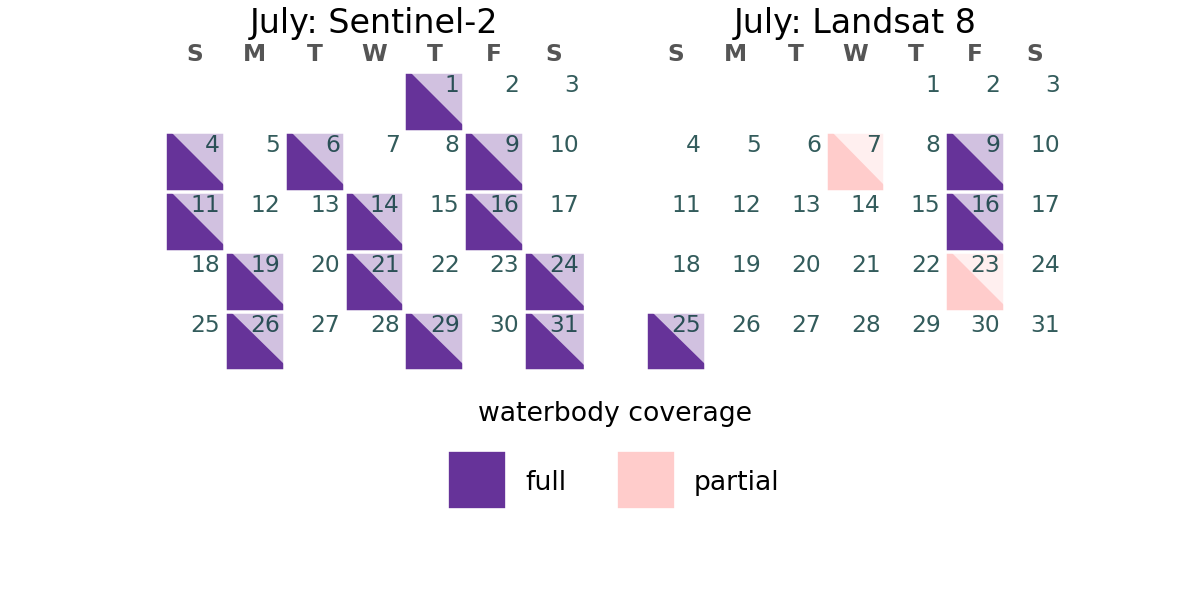 July: Sentinel-2
S M T W T F S
1 2 3
4 5 6 7 8 9 10
11 12 13 14 15 16 17
18 19 20 21 22 23 24
25 26 27 28 29 30 31
July: Landsat 8
S M T W T F S
1 2 3
4 5 6 7 8 9 10
11 12 13 14 15 16 17
18 19 20 21 22 23 24
25 26 27 28 29 30 31
waterbody coverage
full
partial